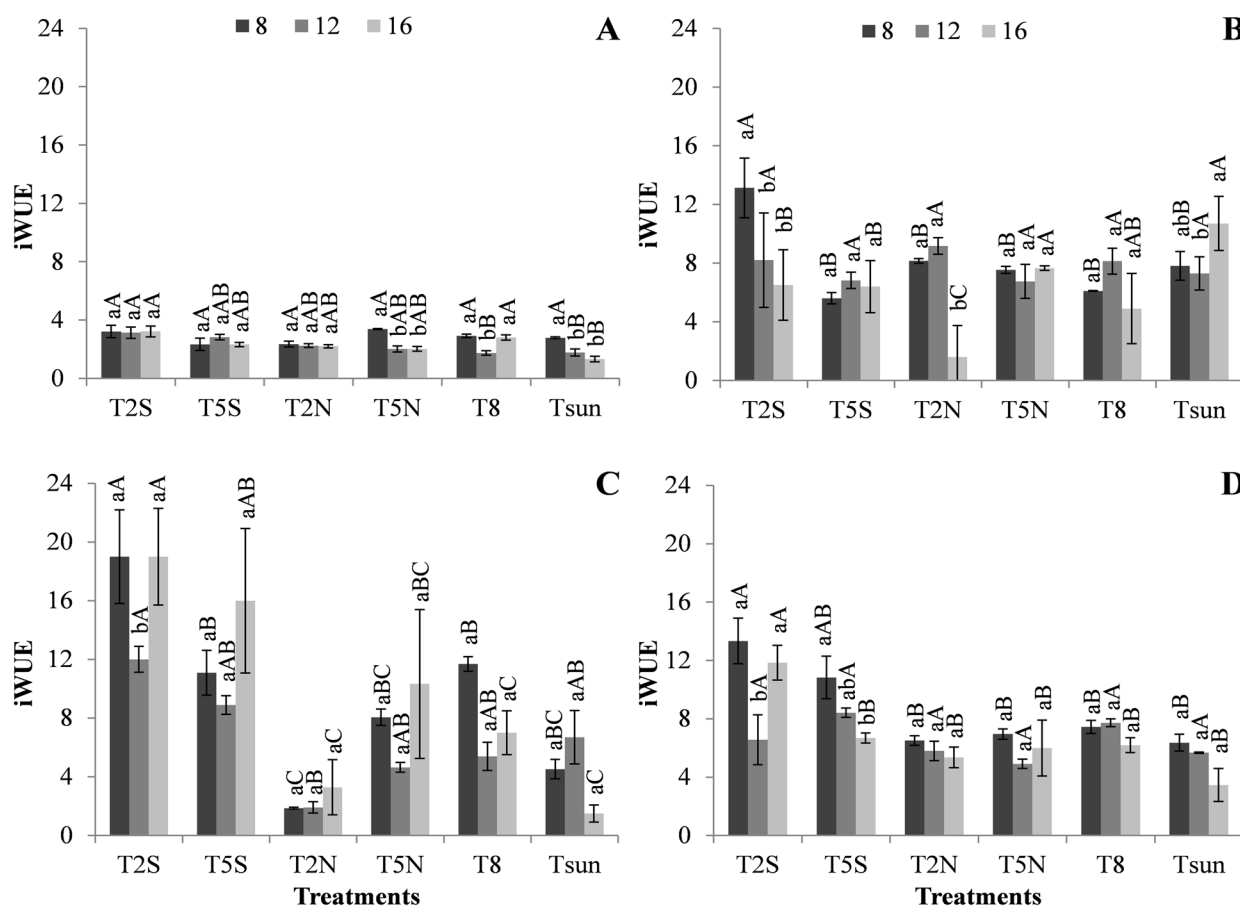 24 8 12 16 A
20
16
12
8
4
0
iWUE
aA aA aA aA aAB aAB aA aAB aAB aA bAB bAB aA bB aA aA bB bB
T2S T5S T2N T5N T8 Tsun
24 8 12 16 B
20
16
12
8
4
0
iWUE
aA bA bB aB aA aB aB aA bC aB aA aA aB aA aAB abB bA aA
T2S T5S T2N T5N T8 Tsun
24 C
20
16
12
8
4
0
iWUE
aA bA aA aB aAB aAB aC aB aC aBC aAB aBC aB aAB aC aBC aAB aC
T2S T5S T2N T5N T8 Tsun
Treatments
24 D
20
16
12
8
4
0
iWUE
aA bA aA aAB abA bB aB aA aB aB aA aB aB aA aB aB aA aB
T2S T5S T2N T5N T8 Tsun
Treatments